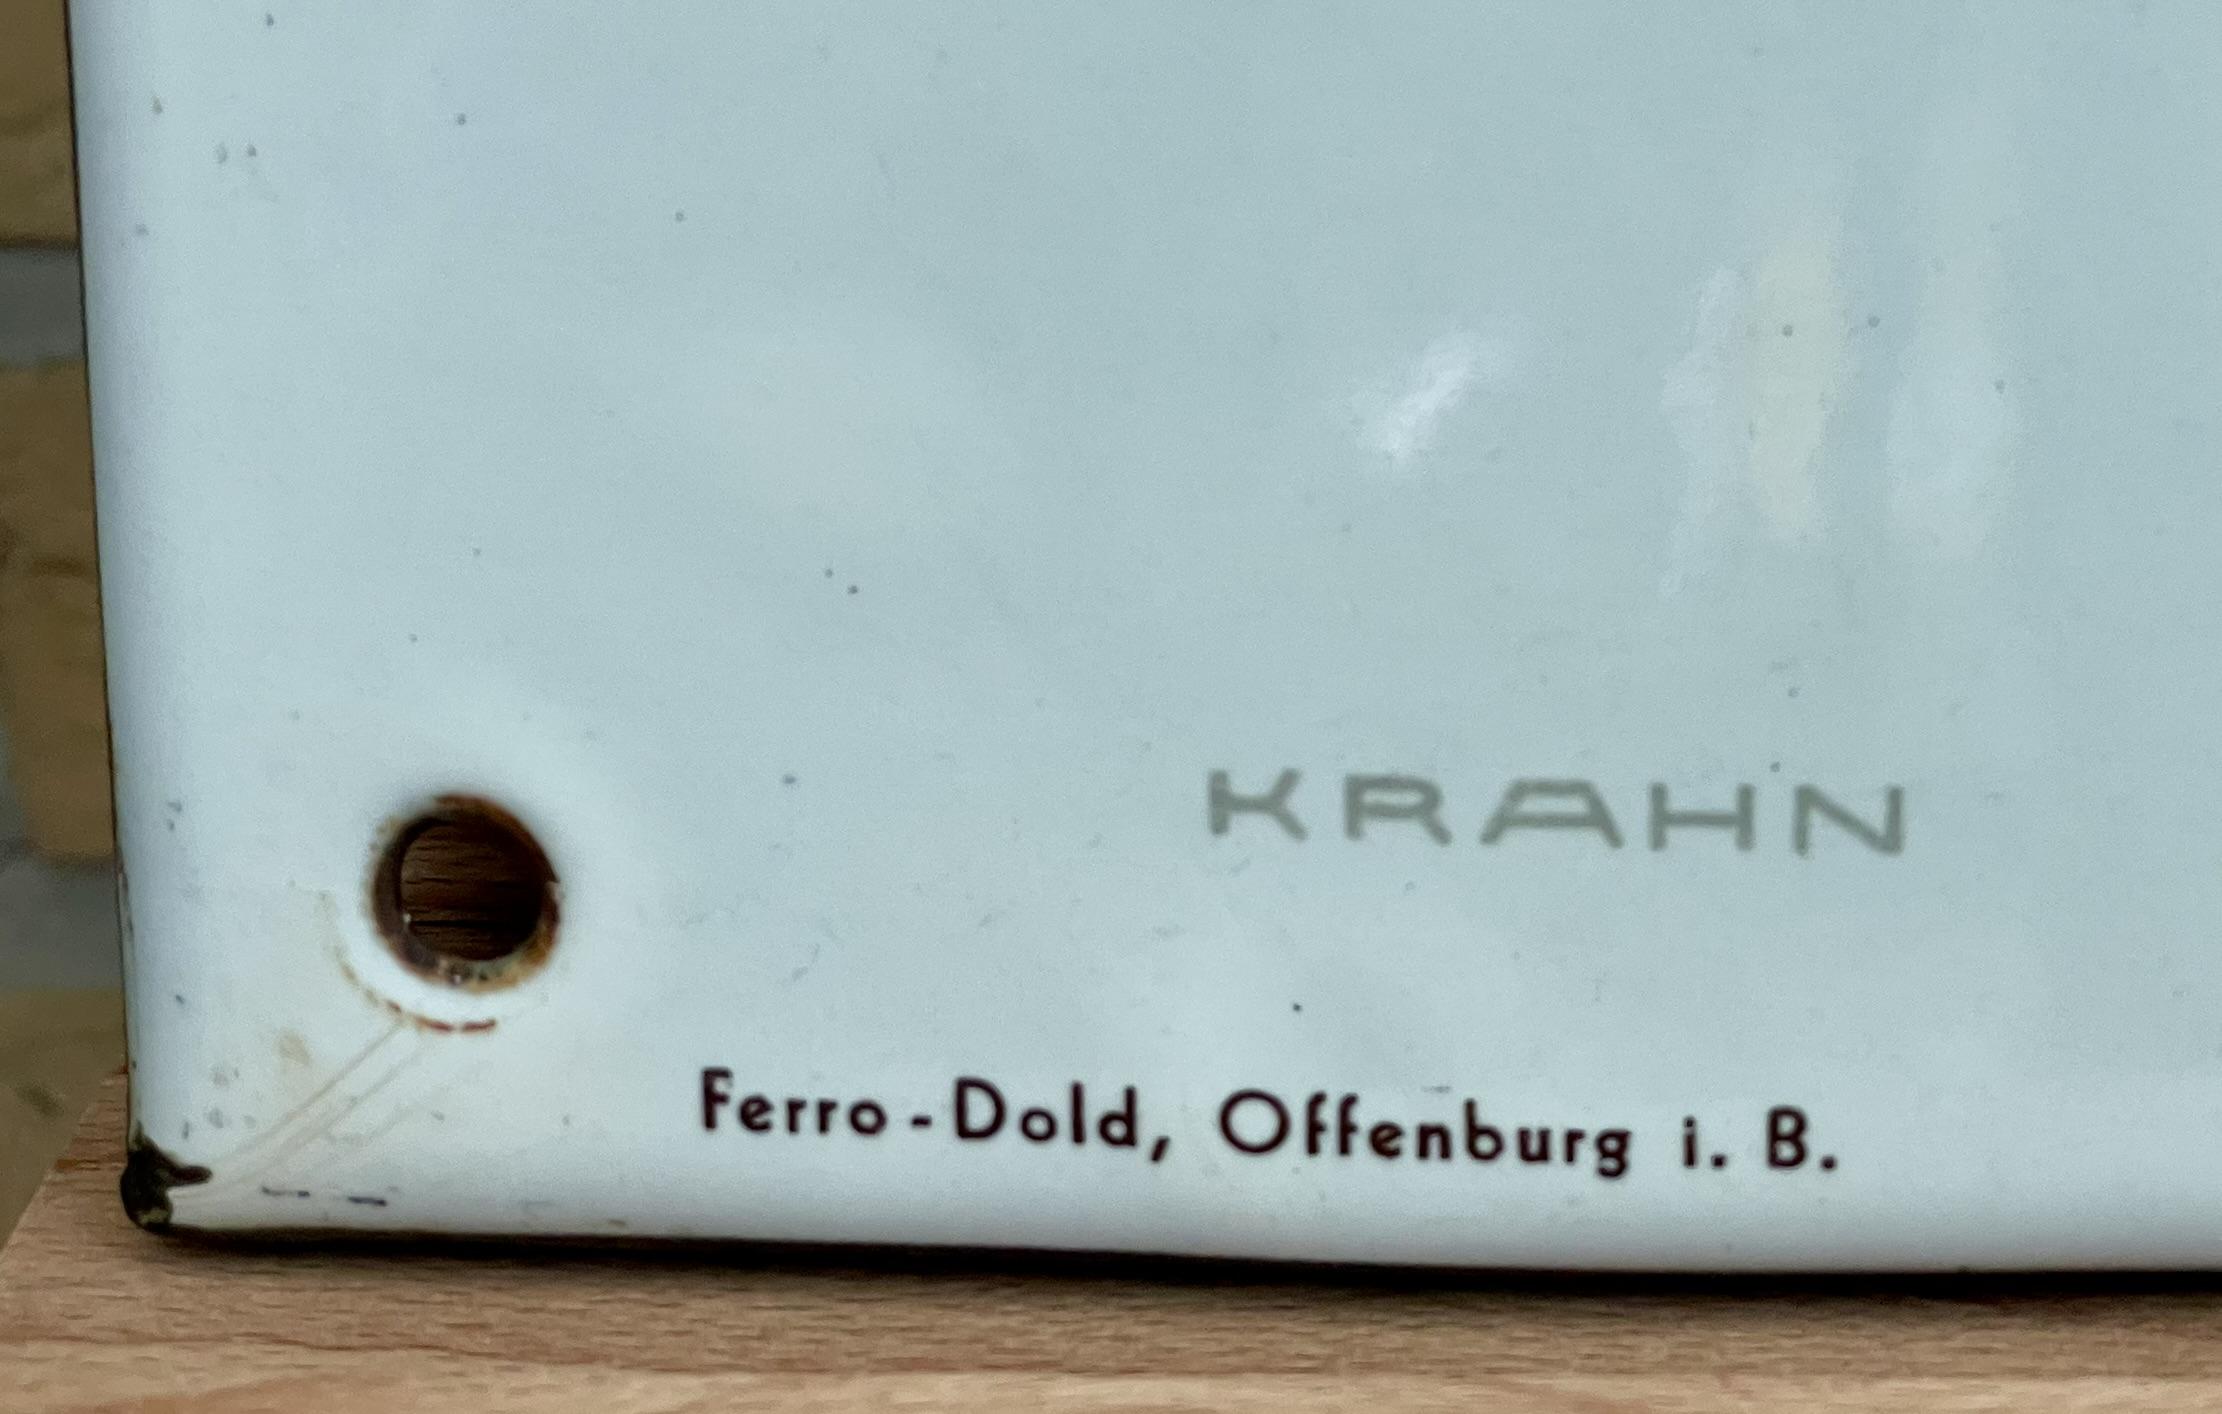 KRAHN
Ferro-Dold, Offenburg i. B.